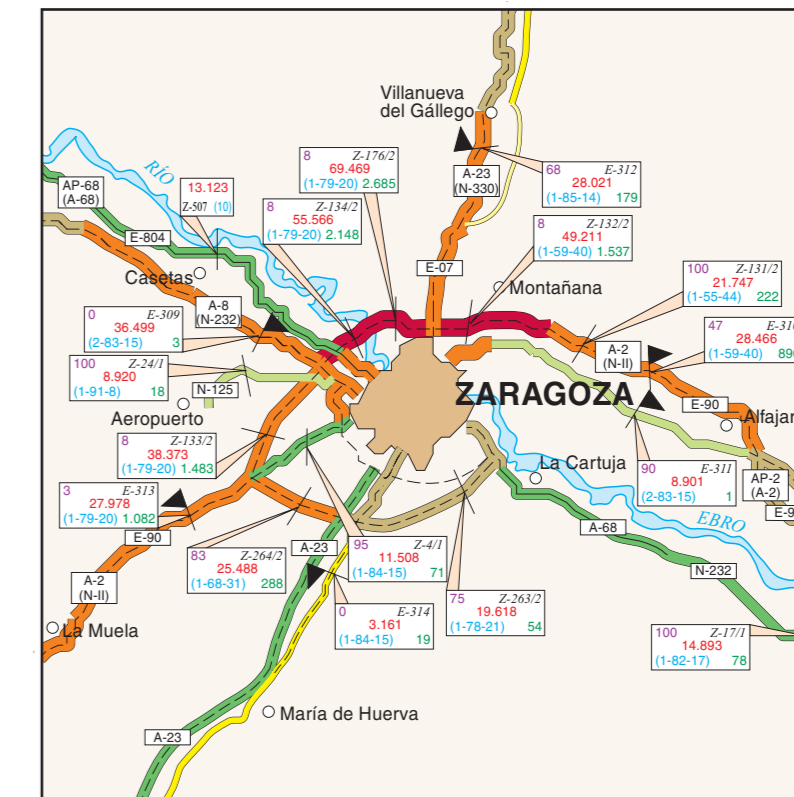 Villanueva
del Gállego
RÍO
8 Z-176/2
69.469
(1-79-20) 2.685
68 E-312
28.021
(1-85-14) 179
A-23
(N-330)
AP-68
(A-68)
13.123
Z-507 (10)
8 Z-134/2
55.566
(1-79-20) 2.148
8 Z-132/2
49.211
(1-59-40) 1.537
E-804
E-07
Casetas
Montañana
100 Z-131/2
21.747
(1-55-44) 222
A-8
(N-232)
0 E-309
36.499
(2-83-15) 3
47
28.466
(1-59-40)
A-2
(N-II)
100 Z-24/1
8.920
(1-91-8) 18
N-125
ZARAGOZA
E-90
Aeropuerto
Alfajar
8 Z-133/2
38.373
(1-79-20) 1.483
La Cartuja
90 E-311
8.901
(2-83-15) 1
AP-2
(A-2)
3 E-313
27.978
(1-79-20) 1.082
E-9
EBRO
A-68
E-90
83 Z-264/2
25.488
(1-68-31) 288
A-23
95 Z-4/1
11.508
(1-84-15) 71
N-232
A-2
(N-II)
0 E-314
3.161
(1-84-15) 19
75 Z-263/2
19.618
(1-78-21) 54
La Muela
100 Z-17/1
14.893
(1-82-17) 78
María de Huerva
A-23